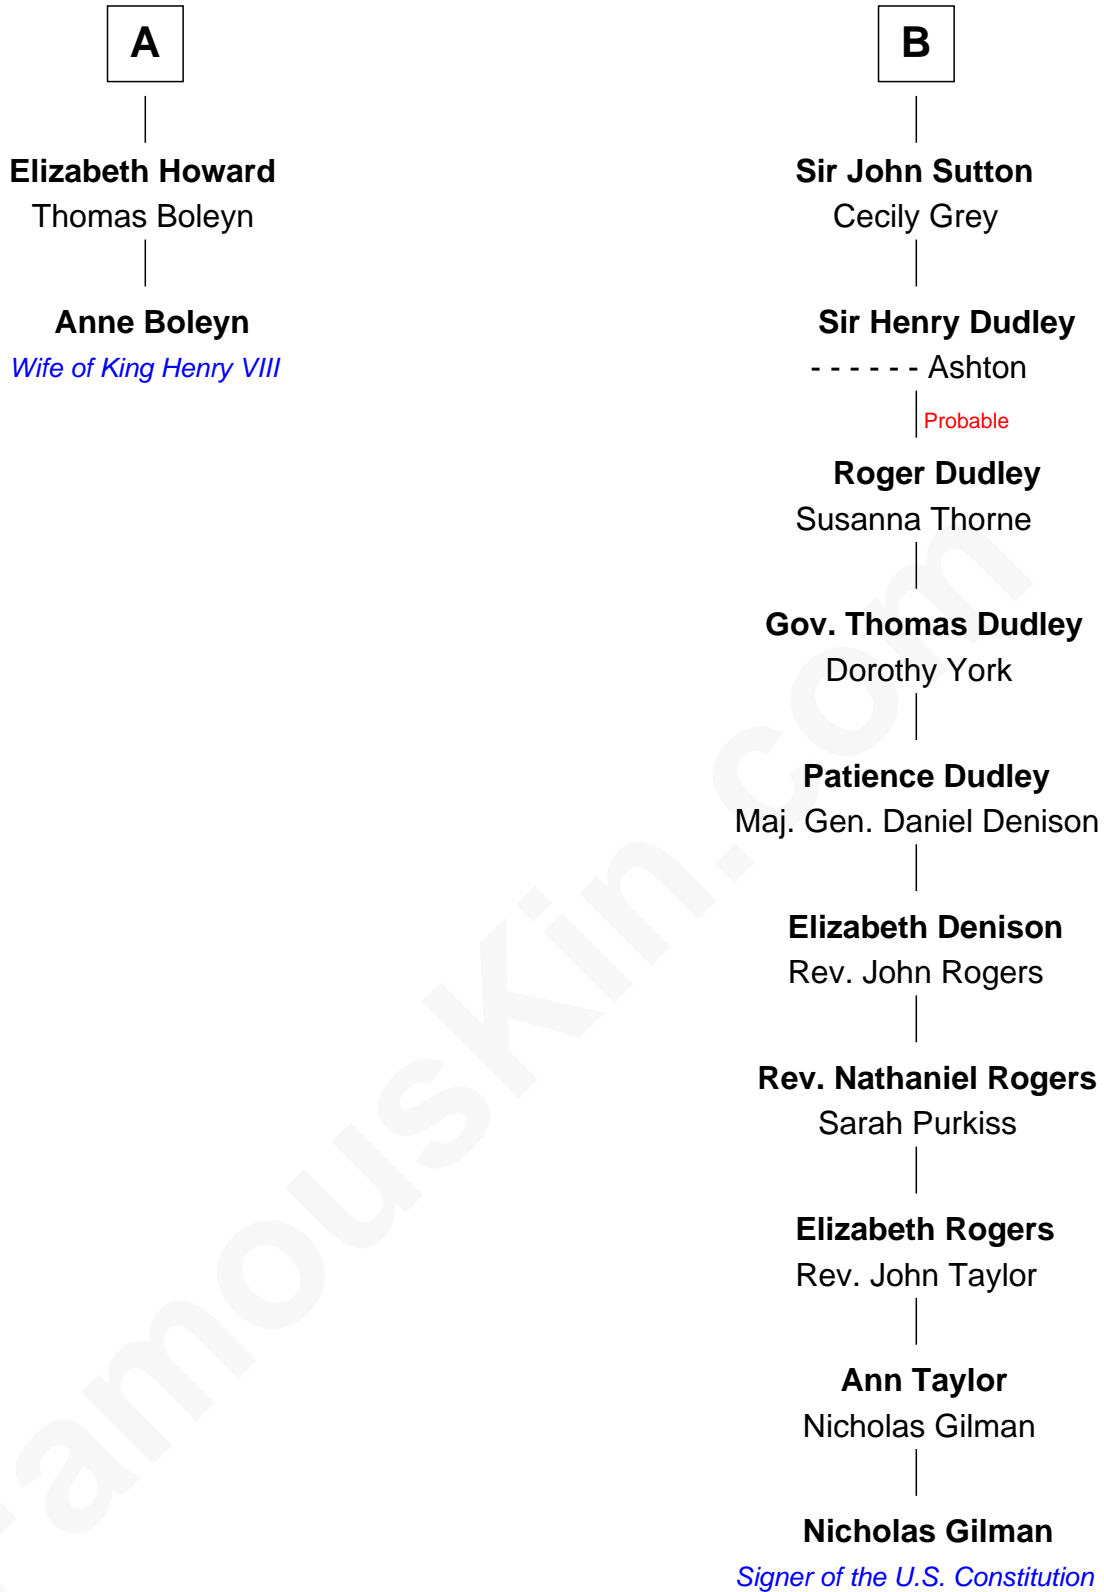 A
Elizabeth Howard
Thomas Boleyn
Anne Boleyn
Wife of King Henry VIII
B
Sir John Sutton
Cecily Grey
Sir Henry Dudley
- - - - - - Ashton
Probable
Roger Dudley
Susanna Thorne
Gov. Thomas Dudley
Dorothy York
Patience Dudley
Maj. Gen. Daniel Denison
Elizabeth Denison
Rev. John Rogers
Rev. Nathaniel Rogers
Sarah Purkiss
Elizabeth Rogers
Rev. John Taylor
Ann Taylor
Nicholas Gilman
Nicholas Gilman
Signer of the U.S. Constitution
FamousKin.com